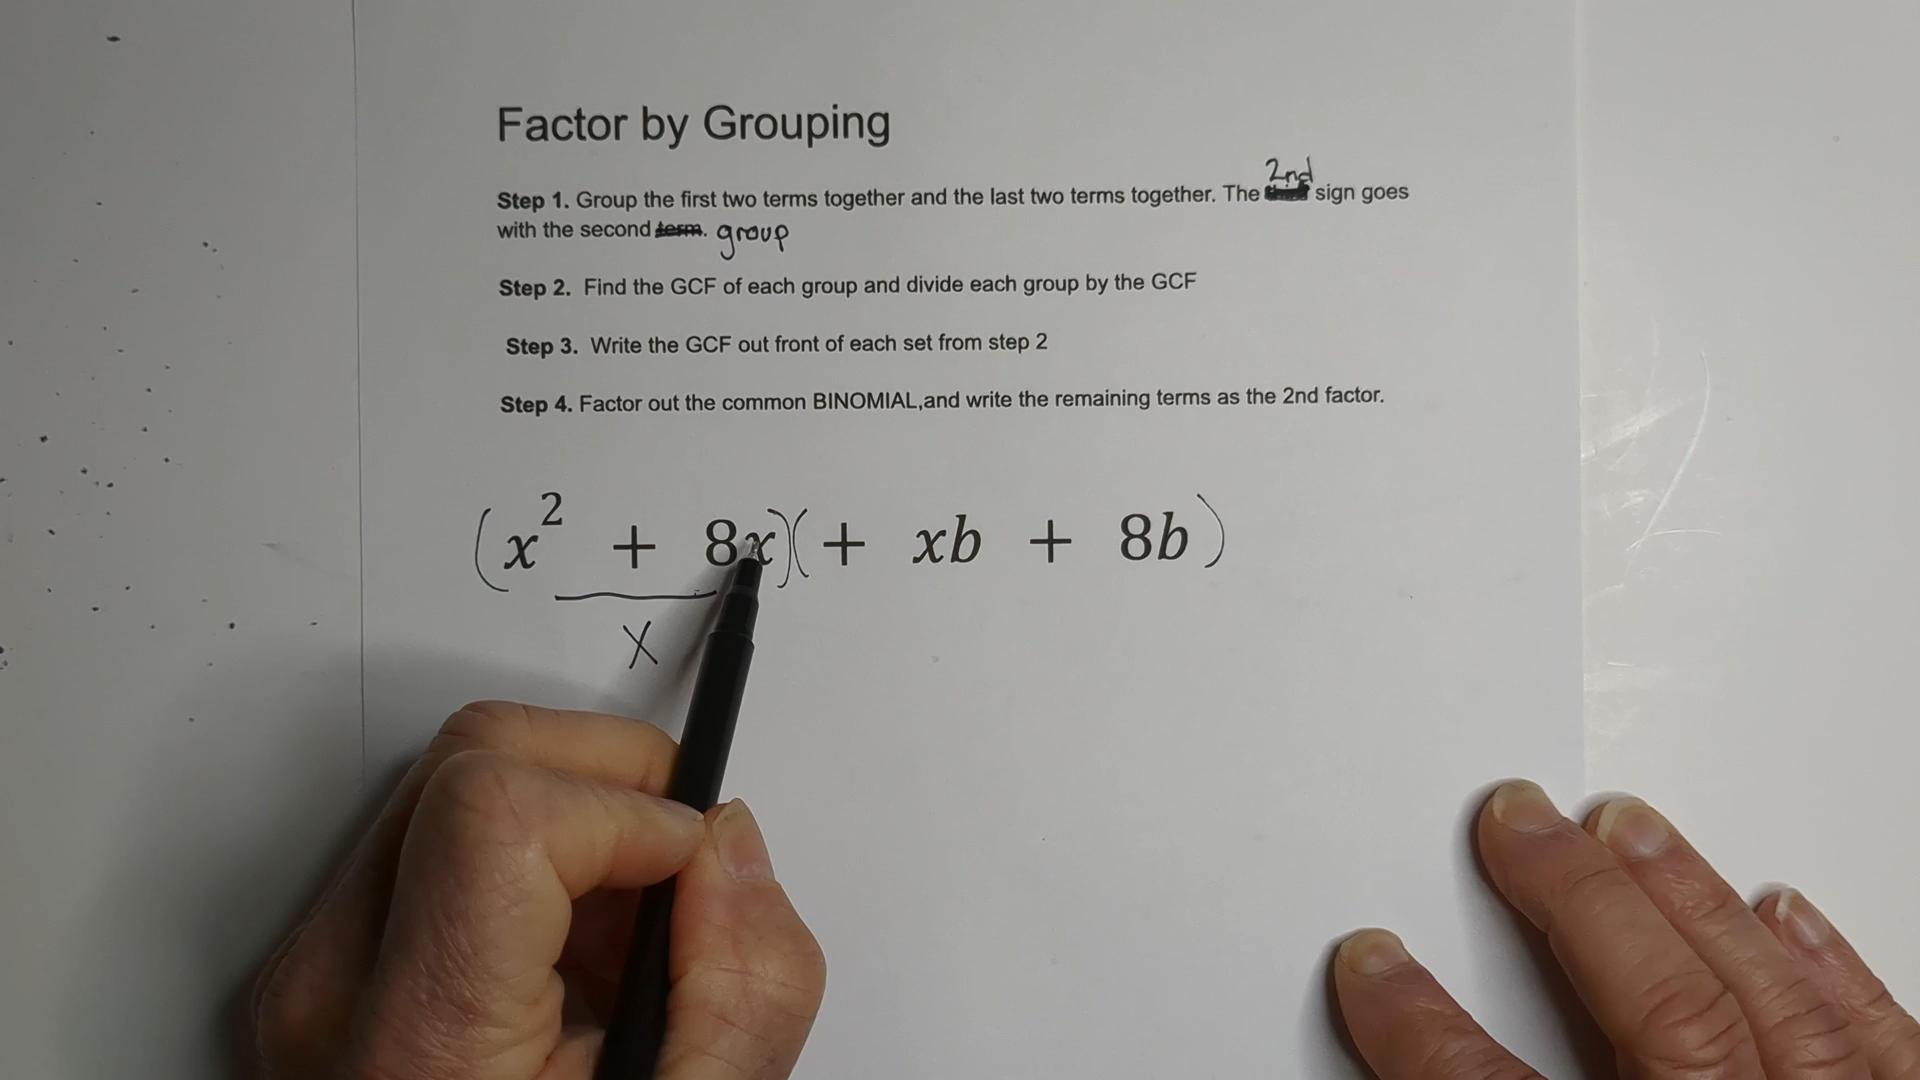 Factor by Grouping
2nd
Step 1. Group the first two terms together and the last two terms together. The sign goes
with the second term. group
Step 2. Find the GCF of each group and divide each group by the GCF
Step 3. Write the GCF out front of each set from step 2
Step 4. Factor out the common BINOMIAL,and write the remaining terms as the 2nd factor.
(x² + 8x)(+ xb + 8b)
x